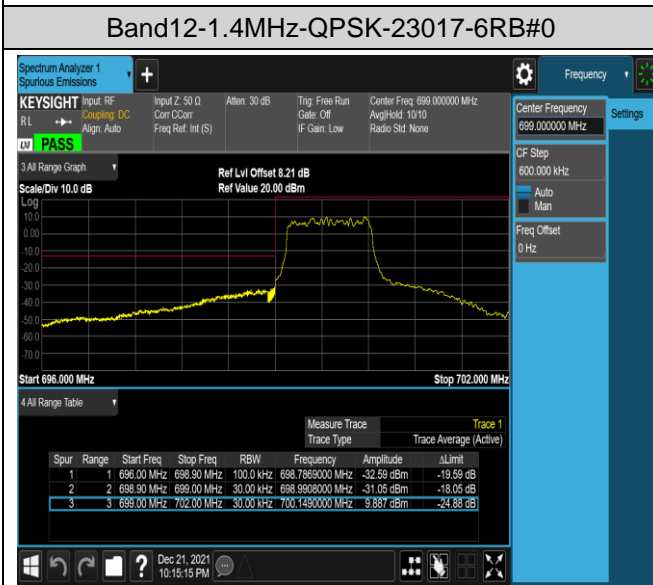 Band12-1.4MHz-QPSK-23017-6RB#0
Spectrum Analyzer 1
Spurious Emissions
Frequency
KEYSIGHT Input: RF Input Z: 50 Ω Atten: 30 dB Trig: Free Run Center Freq: 699.000000 MHz
RL Coupling: DC Corr CCorr Gate: Off Avg|Hold: 10/10
Align: Auto Freq Ref: Int (S) IF Gain: Low Radio Std: None
LXI PASS
Center Frequency
699.000000 MHz
Settings
CF Step
600.000 kHz
Auto
Man
Freq Offset
0 Hz
3 All Range Graph
Ref Lvl Offset 8.21 dB
Scale/Div 10.0 dB Ref Value 20.00 dBm
Log
10.0
0.00
-10.0
-20.0
-30.0
-40.0
-50.0
-60.0
-70.0
Start 696.000 MHz Stop 702.000 MHz
4 All Range Table
Measure Trace Trace 1
Trace Type Trace Average (Active)
Spur Range Start Freq Stop Freq RBW Frequency Amplitude ΔLimit
1 1 696.00 MHz 698.90 MHz 100.0 kHz 698.7869000 MHz -32.59 dBm -19.59 dB
2 2 698.90 MHz 699.00 MHz 30.00 kHz 698.9908000 MHz -31.05 dBm -18.05 dB
3 3 699.00 MHz 702.00 MHz 30.00 kHz 700.1490000 MHz 9.887 dBm -24.88 dB
Dec 21, 2021
10:15:15 PM